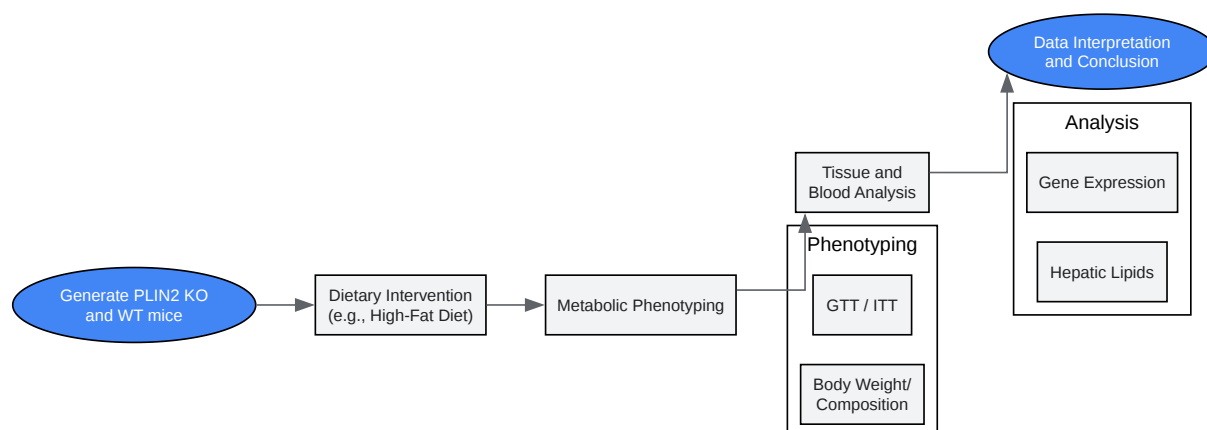 Generate PLIN2 KO
and WT mice
Dietary Intervention
(e.g., High-Fat Diet)
Metabolic Phenotyping
Tissue and
Blood Analysis
Phenotyping
GTT / ITT
Body Weight/
Composition
Data Interpretation
and Conclusion
Analysis
Gene Expression
Hepatic Lipids